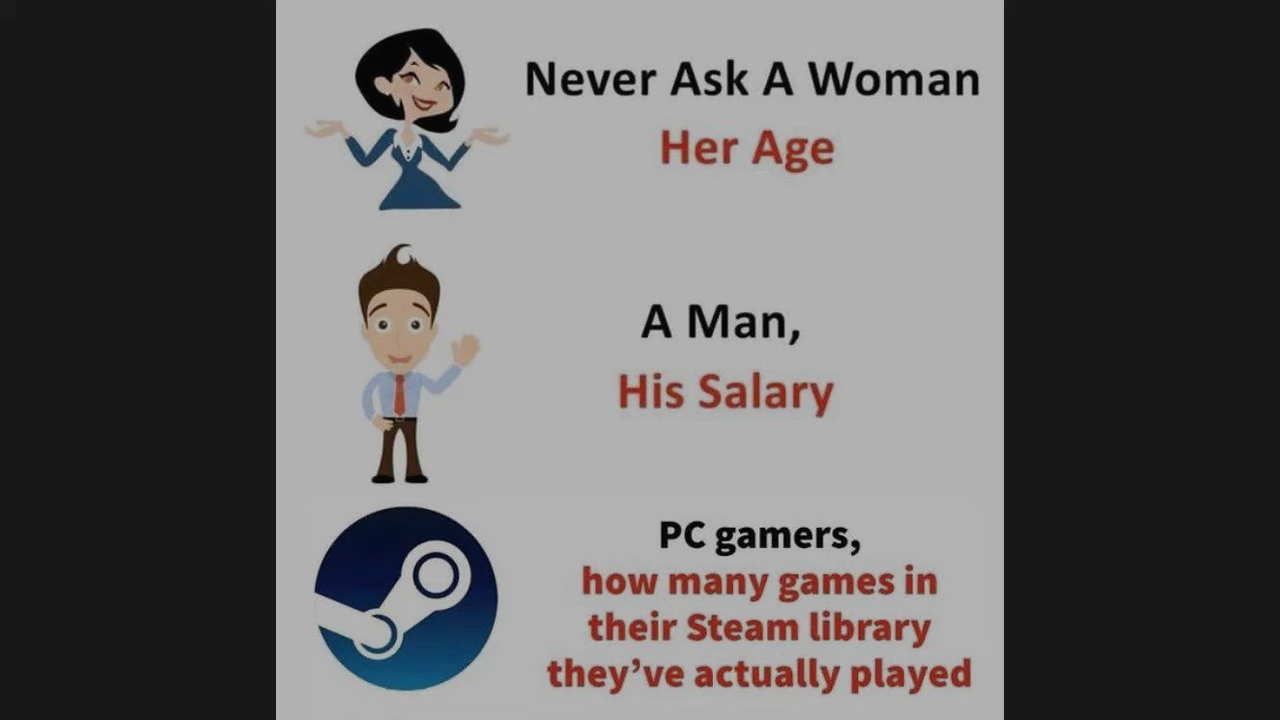 Never Ask A Woman
Her Age
A Man,
His Salary
PC gamers,
how many games in
their Steam library
they’ve actually played